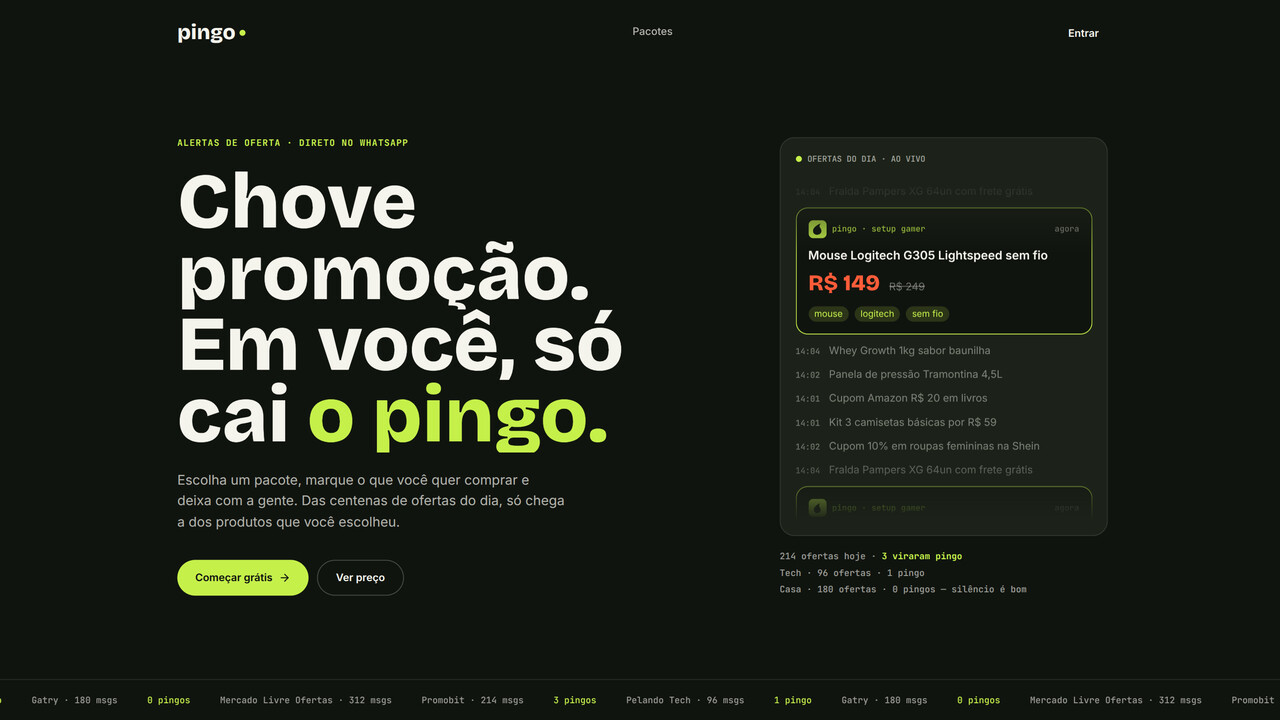 pingo
Pacotes
Entrar
ALERTAS DE OFERTA · DIRETO NO WHATSAPP
Chove
promoção.
Em você, só
cai o pingo.
Escolha um pacote, marque o que você quer comprar e
deixa com a gente. Das centenas de ofertas do dia, só chega
a dos produtos que você escolheu.
Começar grátis →
Ver preço
OFERTAS DO DIA · AO VIVO
14:04 Fralda Pampers XG 64un com frete grátis
pingo · setup gamer agora
Mouse Logitech G305 Lightspeed sem fio
R$ 149 R$ 249
mouse logitech sem fio
14:04 Whey Growth 1kg sabor baunilha
14:02 Panela de pressão Tramontina 4,5L
14:01 Cupom Amazon R$ 20 em livros
14:01 Kit 3 camisetas básicas por R$ 59
14:02 Cupom 10% em roupas femininas na Shein
14:04 Fralda Pampers XG 64un com frete grátis
pingo · setup gamer agora
214 ofertas hoje · 3 viraram pingo
Tech · 96 ofertas · 1 pingo
Casa · 180 ofertas · 0 pingos — silêncio é bom
Gatry · 180 msgs 0 pingos Mercado Livre Ofertas · 312 msgs Promobit · 214 msgs 3 pingos Pelando Tech · 96 msgs 1 pingo Gatry · 180 msgs 0 pingos Mercado Livre Ofertas · 312 msgs Promobit